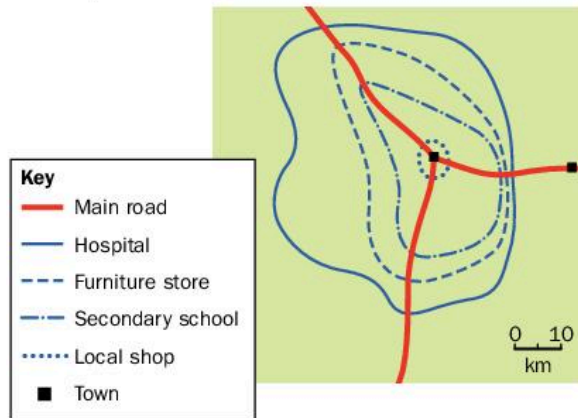 Key
Main road
Hospital
Furniture store
Secondary school
Local shop
Town
0 10
km